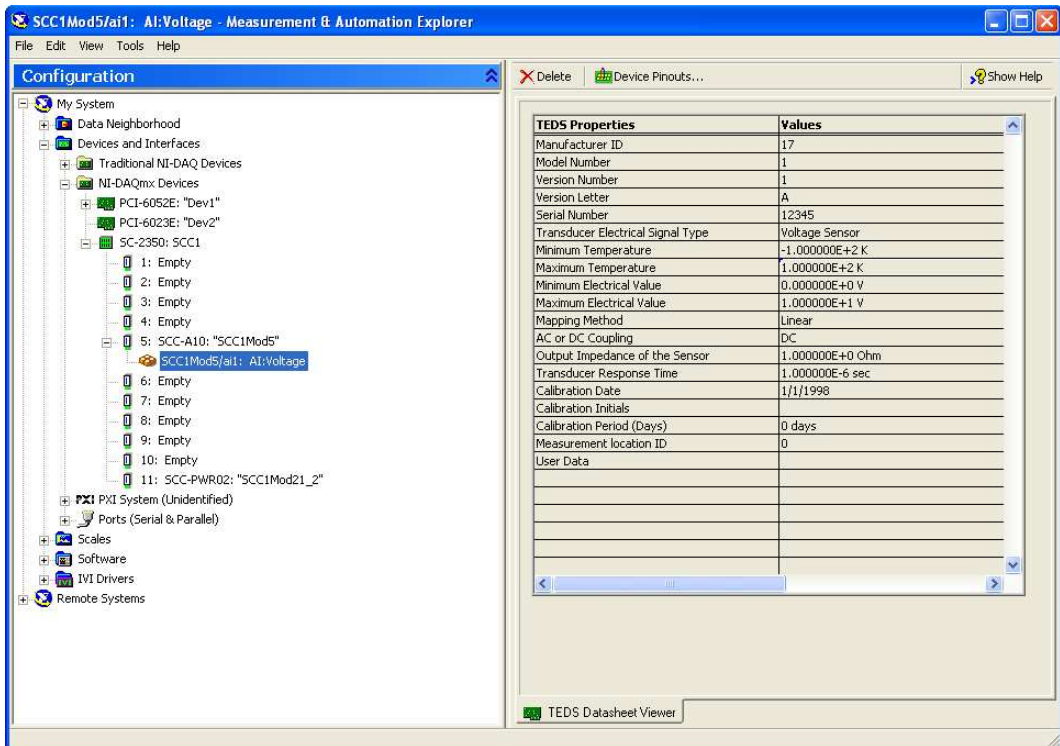 SCC1Mod5/ai1: AI:Voltage - Measurement & Automation Explorer
File Edit View Tools Help
Configuration
My System
Data Neighborhood
Devices and Interfaces
Traditional NI-DAQ Devices
NI-DAQmx Devices
PCI-6052E: "Dev1"
PCI-6023E: "Dev2"
SC-2350: SCC1
1: Empty
2: Empty
3: Empty
4: Empty
5: SCC-A10: "SCC1Mod5"
SCC1Mod5/ai1: AI:Voltage
6: Empty
7: Empty
8: Empty
9: Empty
10: Empty
11: SCC-PWR02: "SCC1Mod21_2"
PXI PXI System (Unidentified)
Ports (Serial & Parallel)
Scales
Software
IVI IVI Drivers
Remote Systems
Delete Device Pinouts... Show Help
TEDS Properties Values
Manufacturer ID 17
Model Number 1
Version Number 1
Version Letter A
Serial Number 12345
Transducer Electrical Signal Type Voltage Sensor
Minimum Temperature -1.000000E+2 K
Maximum Temperature 1.000000E+2 K
Minimum Electrical Value 0.000000E+0 V
Maximum Electrical Value 1.000000E+1 V
Mapping Method Linear
AC or DC Coupling DC
Output Impedance of the Sensor 1.000000E+0 Ohm
Transducer Response Time 1.000000E-6 sec
Calibration Date 1/1/1998
Calibration Initials
Calibration Period (Days) 0 days
Measurement location ID 0
User Data
TEDS Datasheet Viewer